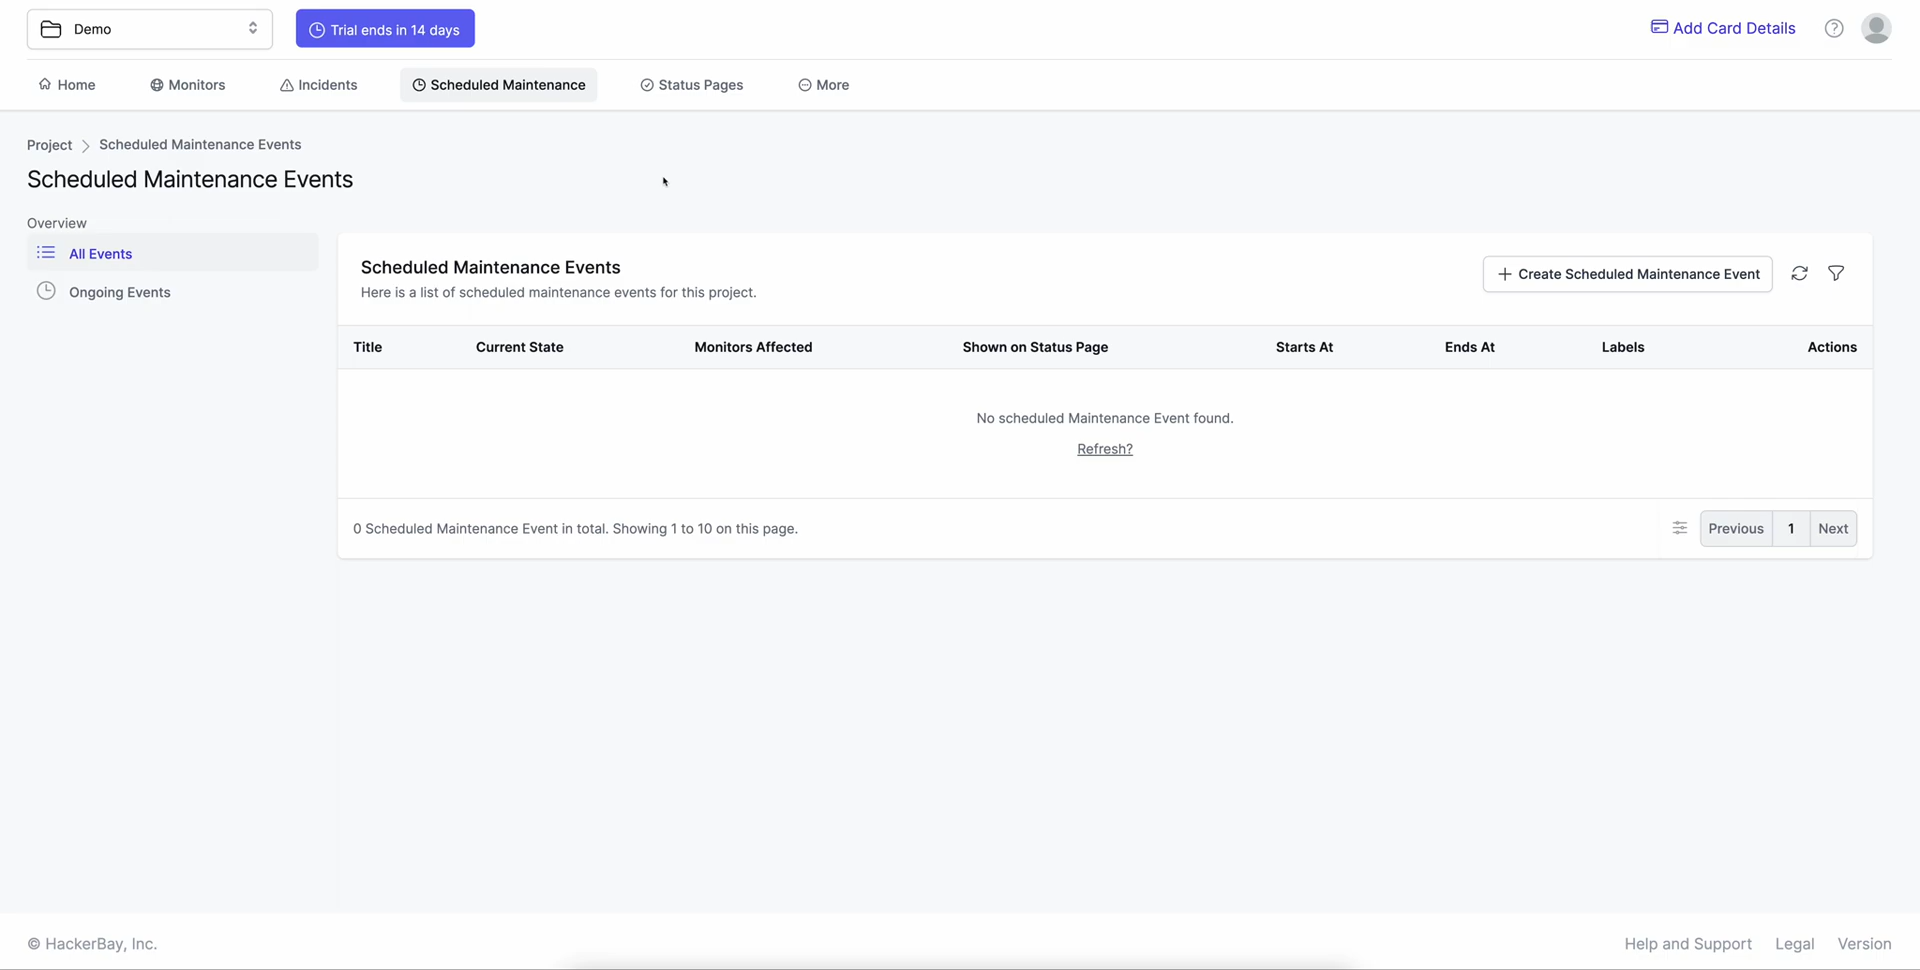 Demo
Trial ends in 14 days
Add Card Details
Home
Monitors
Incidents
Scheduled Maintenance
Status Pages
More
Project
Scheduled Maintenance Events
Scheduled Maintenance Events
Overview
All Events
Ongoing Events
Scheduled Maintenance Events
Here is a list of scheduled maintenance events for this project.
Create Scheduled Maintenance Event
Title
Current State
Monitors Affected
Shown on Status Page
Starts At
Ends At
Labels
Actions
No scheduled Maintenance Event found.
Refresh?
0 Scheduled Maintenance Event in total. Showing 1 to 10 on this page.
Previous
1
Next
© HackerBay, Inc.
Help and Support
Legal
Version